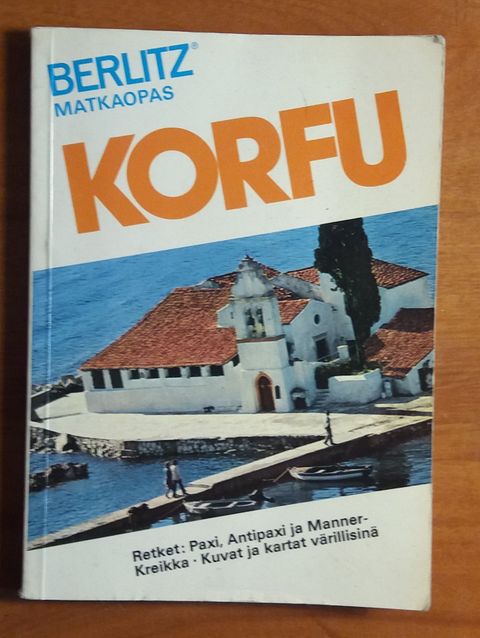 BERLITZ®
MATKAOPAS
KORFU
Retket: Paxi, Antipaxi ja Manner-
Kreikka · Kuvat ja kartat värillisinä